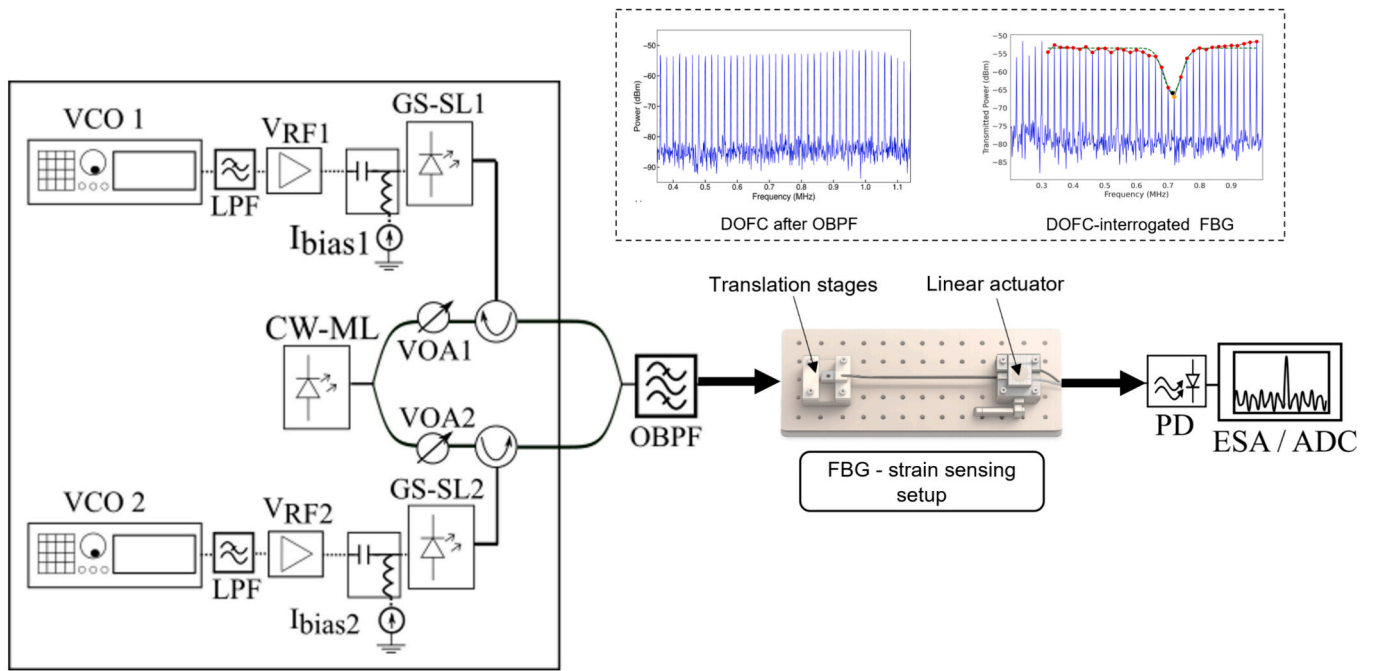 VCO 1
LPF
VRF1
Ibias1
GS-SL1
CW-ML
VOA1
VOA2
VCO 2
LPF
VRF2
Ibias2
GS-SL2
OBPF
Power (dBm)
−50
−60
−70
−80
−90
0.4 0.5 0.6 0.7 0.8 0.9 1.0 1.1
Frequency (MHz)
DOFC after OBPF
Transmitted Power (dBm)
−50
−55
−60
−65
−70
−75
−80
−85
0.3 0.4 0.5 0.6 0.7 0.8 0.9
Frequency (MHz)
DOFC-interrogated FBG
Translation stages
Linear actuator
FBG - strain sensing
setup
PD
ESA / ADC